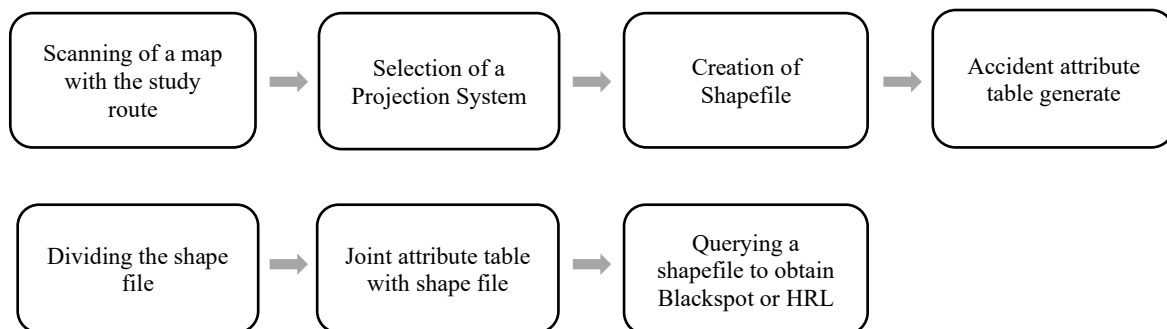 Scanning of a map
with the study
route
Selection of a
Projection System
Creation of
Shapefile
Accident attribute
table generate
Dividing the shape
file
Joint attribute table
with shape file
Querying a
shapefile to obtain
Blackspot or HRL